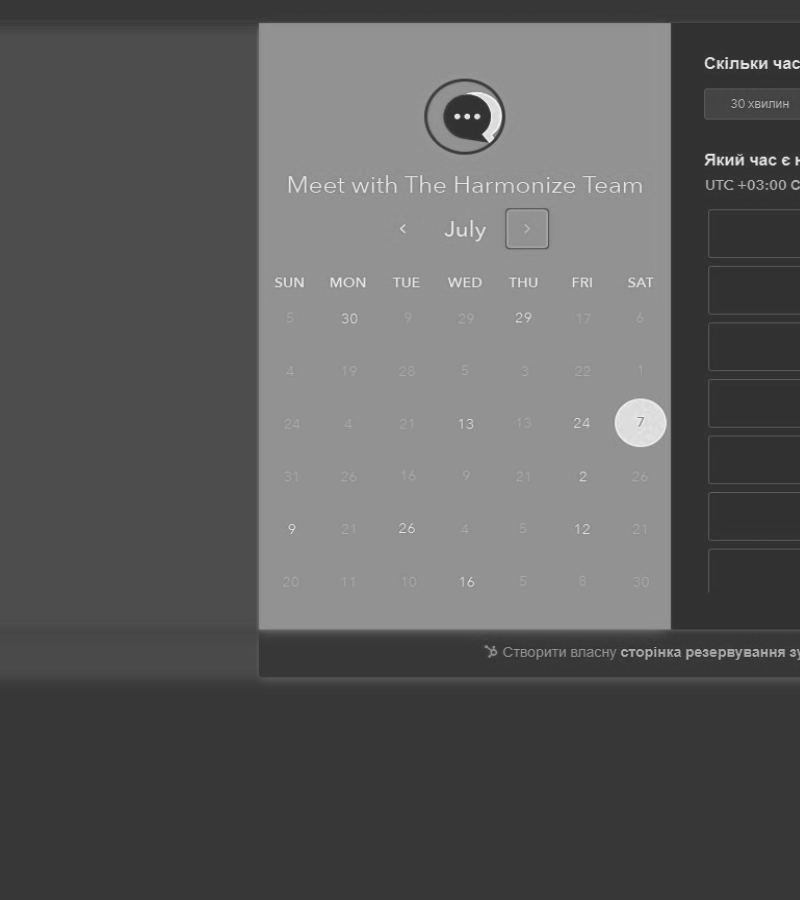 Скільки час
30 хвилин
Meet with The Harmonize Team
Який час є н
UTC +03:00 С
July
SUN MON TUE WED THU FRI SAT
5 30 9 29 29 17 6
4 19 28 5 3 22 1
24 4 21 13 13 24 7
31 26 16 9 21 2 26
9 21 26 4 5 12 21
20 11 10 16 5 8 30
Створити власну сторінка резервування зу